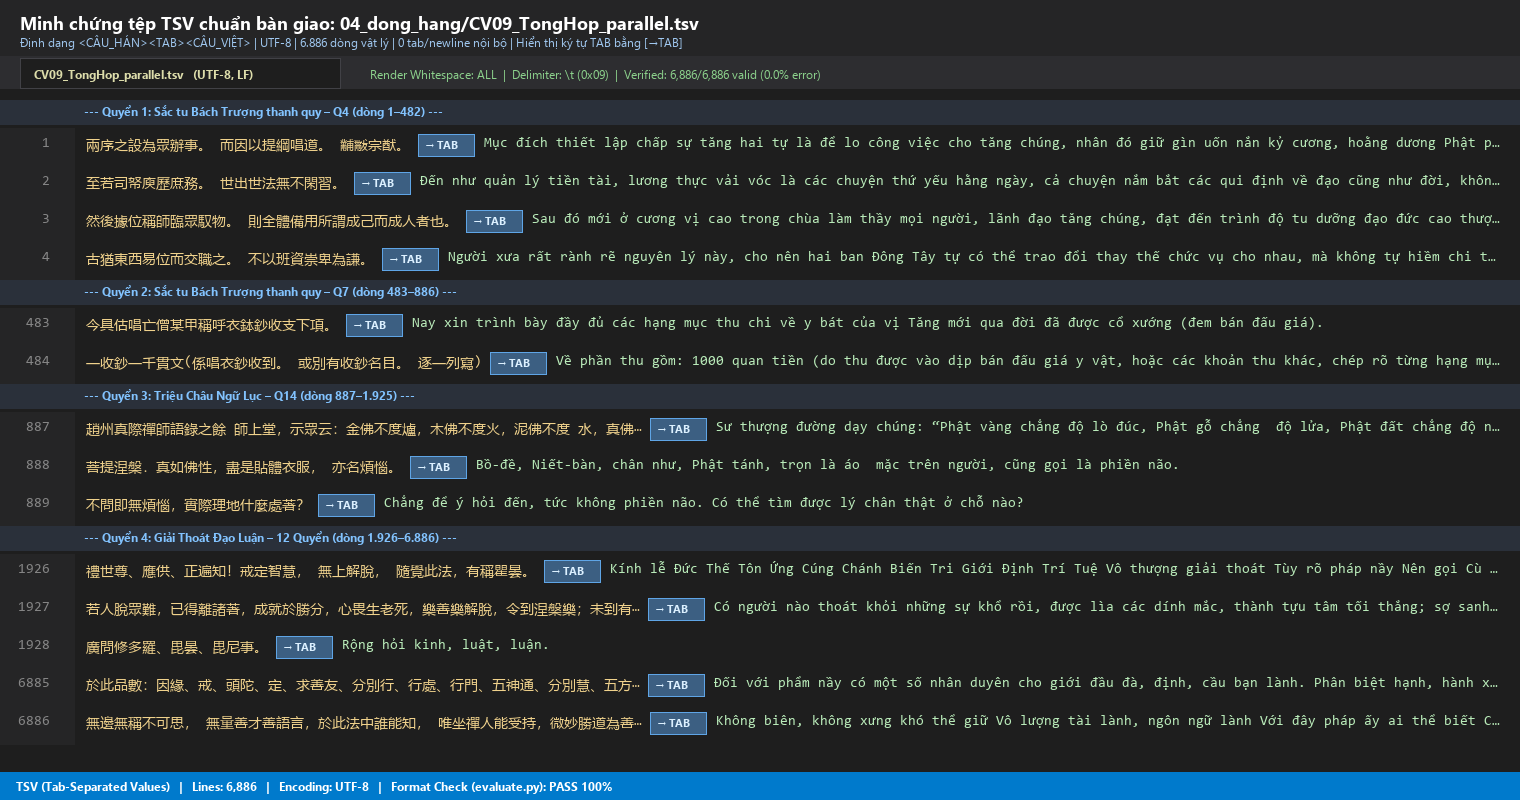 Minh chứng tệp TSV chuẩn bàn giao: 04_dong_hang/CV09_TongHop_parallel.tsv
Định dạng <CÂU_HÁN><TAB><CÂU_VIỆT> | UTF-8 | 6.886 dòng vật lý | 0 tab/newline nội bộ | Hiển thị ký tự TAB bằng [→TAB]
CV09_TongHop_parallel.tsv (UTF-8, LF) Render Whitespace: ALL | Delimiter: \t (0x09) | Verified: 6,886/6,886 valid (0.0% error)
--- Quyển 1: Sắc tu Bách Trượng thanh quy – Q4 (dòng 1–482) ---
1 兩序之設為眾辦事。 而因以提綱唱道。 黼黻宗猷。 →TAB Mục đích thiết lập chấp sự tăng hai tự là để lo công việc cho tăng chúng, nhân đó giữ gìn uốn nắn kỷ cương, hoằng dương Phật p…
2 至若司帑庾歷庶務。 世出世法無不閑習。 →TAB Đến như quản lý tiền tài, lương thực vải vóc là các chuyện thứ yếu hằng ngày, cả chuyện nắm bắt các qui định về đạo cũng như đời, khôn…
3 然後據位稱師臨眾馭物。 則全體備用所謂成己而成人者也。 →TAB Sau đó mới ở cương vị cao trong chùa làm thầy mọi người, lãnh đạo tăng chúng, đạt đến trình độ tu dưỡng đạo đức cao thượ…
4 古猶東西易位而交職之。 不以班資崇卑為謙。 →TAB Người xưa rất rành rẽ nguyên lý này, cho nên hai ban Đông Tây tự có thể trao đổi thay thế chức vụ cho nhau, mà không tự hiềm chi t…
--- Quyển 2: Sắc tu Bách Trượng thanh quy – Q7 (dòng 483–886) ---
483 今具估唱亡僧某甲稱呼衣鉢鈔收支下項。 →TAB Nay xin trình bày đầy đủ các hạng mục thu chi về y bát của vị Tăng mới qua đời đã được cổ xướng (đem bán đấu giá).
484 一收鈔一千貫文(係唱衣鈔收到。 或別有收鈔名目。 逐一列寫) →TAB Về phần thu gồm: 1000 quan tiền (do thu được vào dịp bán đấu giá y vật, hoặc các khoản thu khác, chép rõ từng hạng mụ…
--- Quyển 3: Triệu Châu Ngữ Lục – Q14 (dòng 887–1.925) ---
887 趙州真際禪師語錄之餘 師上堂，示眾云：金佛不度爐，木佛不度火，泥佛不度 水，真佛… →TAB Sư thượng đường dạy chúng: “Phật vàng chẳng độ lò đúc, Phật gỗ chẳng  độ lửa, Phật đất chẳng độ n…
888 菩提涅槃．真如佛性，盡是貼體衣服， 亦名煩惱。 →TAB Bồ-đề, Niết-bàn, chân như, Phật tánh, trọn là áo  mặc trên người, cũng gọi là phiền não.
889 不問即無煩惱，實際理地什麼處著？ →TAB Chẳng để ý hỏi đến, tức không phiền não. Có thể tìm được lý chân thật ở chỗ nào?
--- Quyển 4: Giải Thoát Đạo Luận – 12 Quyển (dòng 1.926–6.886) ---
1926 禮世尊、應供、正遍知！戒定智慧， 無上解脫， 隨覺此法，有稱瞿曇。 →TAB Kính lễ Đức Thế Tôn Ứng Cúng Chánh Biến Tri Giới Định Trí Tuệ Vô thượng giải thoát Tùy rõ pháp nầy Nên gọi Cù …
1927 若人脫眾難，已得離諸著，成就於勝分，心畏生老死，樂善樂解脫，令到涅槃樂；未到有… →TAB Có người nào thoát khỏi những sự khổ rồi, được lìa các dính mắc, thành tựu tâm tối thắng; sợ sanh…
1928 廣問修多羅、毘曇、毘尼事。 →TAB Rộng hỏi kinh, luật, luận.
6885 於此品數：因緣、戒、頭陀、定、求善友、分別行、行處、行門、五神通、分別慧、五方… →TAB Đối với phẩm nầy có một số nhân duyên cho giới đầu đà, định, cầu bạn lành. Phân biệt hạnh, hành x…
6886 無邊無稱不可思， 無量善才善語言，於此法中誰能知， 唯坐禪人能受持，微妙勝道為善… →TAB Không biên, không xưng khó thể giữ Vô lượng tài lành, ngôn ngữ lành Với đây pháp ấy ai thể biết C…
TSV (Tab-Separated Values) | Lines: 6,886 | Encoding: UTF-8 | Format Check (evaluate.py): PASS 100%